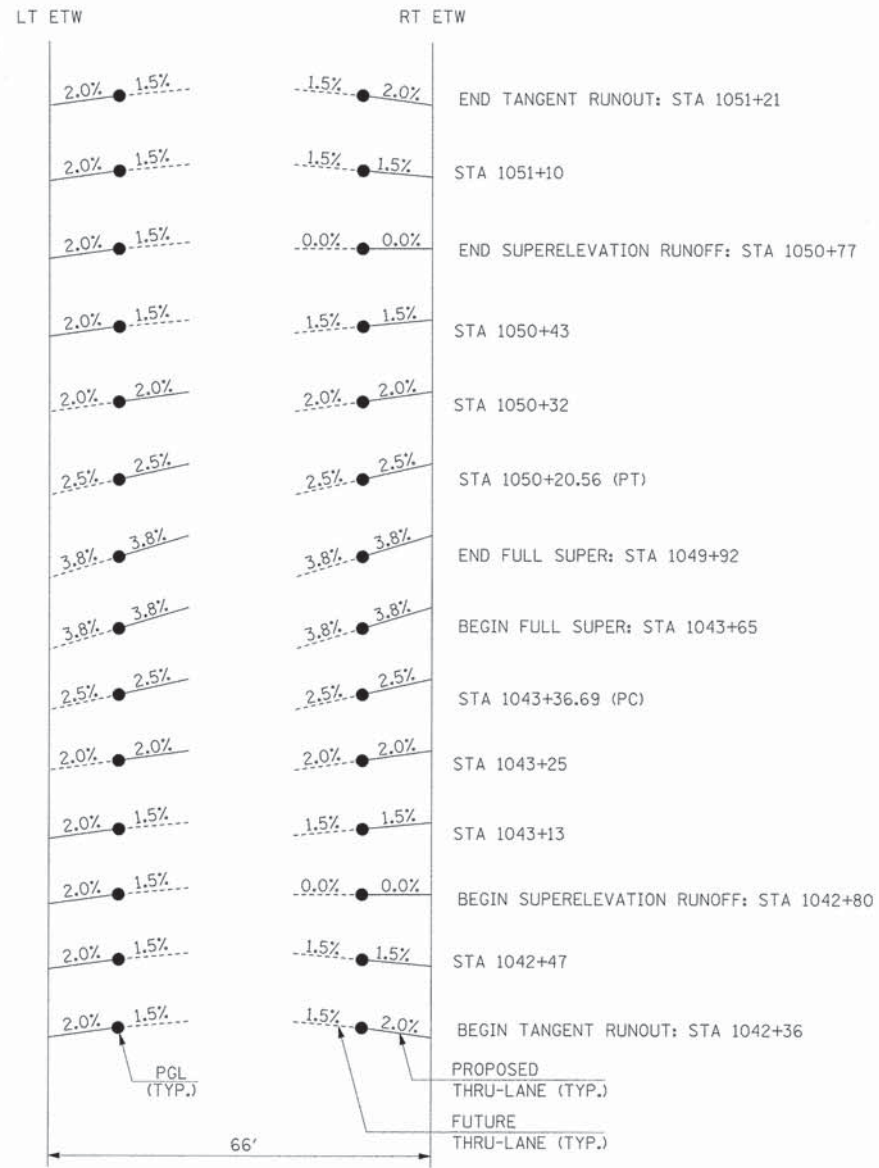 LT ETW RT ETW
2.0% 1.5% 1.5% 2.0% END TANGENT RUNOUT: STA 1051+21
2.0% 1.5% 1.5% 1.5% STA 1051+10
2.0% 1.5% 0.0% 0.0% END SUPERELEVATION RUNOFF: STA 1050+77
2.0% 1.5% 1.5% 1.5% STA 1050+43
2.0% 2.0% 2.0% 2.0% STA 1050+32
2.5% 2.5% 2.5% 2.5% STA 1050+20.56 (PT)
3.8% 3.8% 3.8% 3.8% END FULL SUPER: STA 1049+92
3.8% 3.8% 3.8% 3.8% BEGIN FULL SUPER: STA 1043+65
2.5% 2.5% 2.5% 2.5% STA 1043+36.69 (PC)
2.0% 2.0% 2.0% 2.0% STA 1043+25
2.0% 1.5% 1.5% 1.5% STA 1043+13
2.0% 1.5% 0.0% 0.0% BEGIN SUPERELEVATION RUNOFF: STA 1042+80
2.0% 1.5% 1.5% 1.5% STA 1042+47
2.0% 1.5% 1.5% 2.0% BEGIN TANGENT RUNOUT: STA 1042+36
PGL
(TYP.)
PROPOSED
THRU-LANE (TYP.)
FUTURE
THRU-LANE (TYP.)
66'